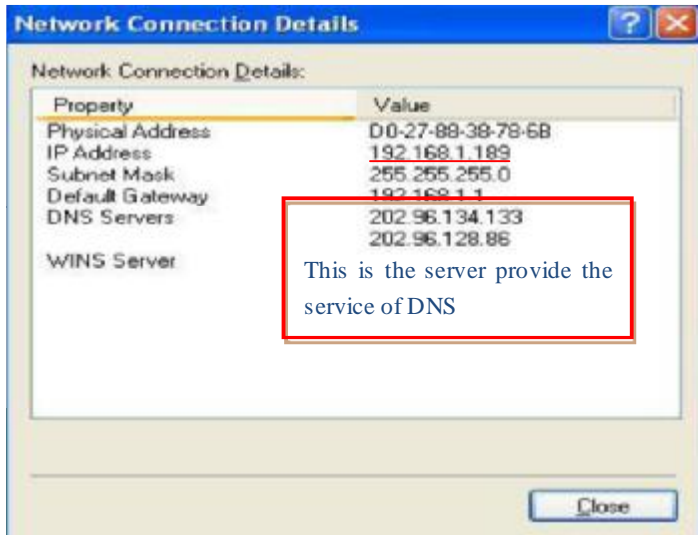 Network Connection Details
Network Connection Details:
Property Value
Physical Address D0-27-88-38-78-6B
IP Address 192.168.1.189
Subnet Mask 255.255.255.0
Default Gateway 192.168.1.1
DNS Servers 202.96.134.133
202.96.128.86
WINS Server
This is the server provide the
service of DNS
Close